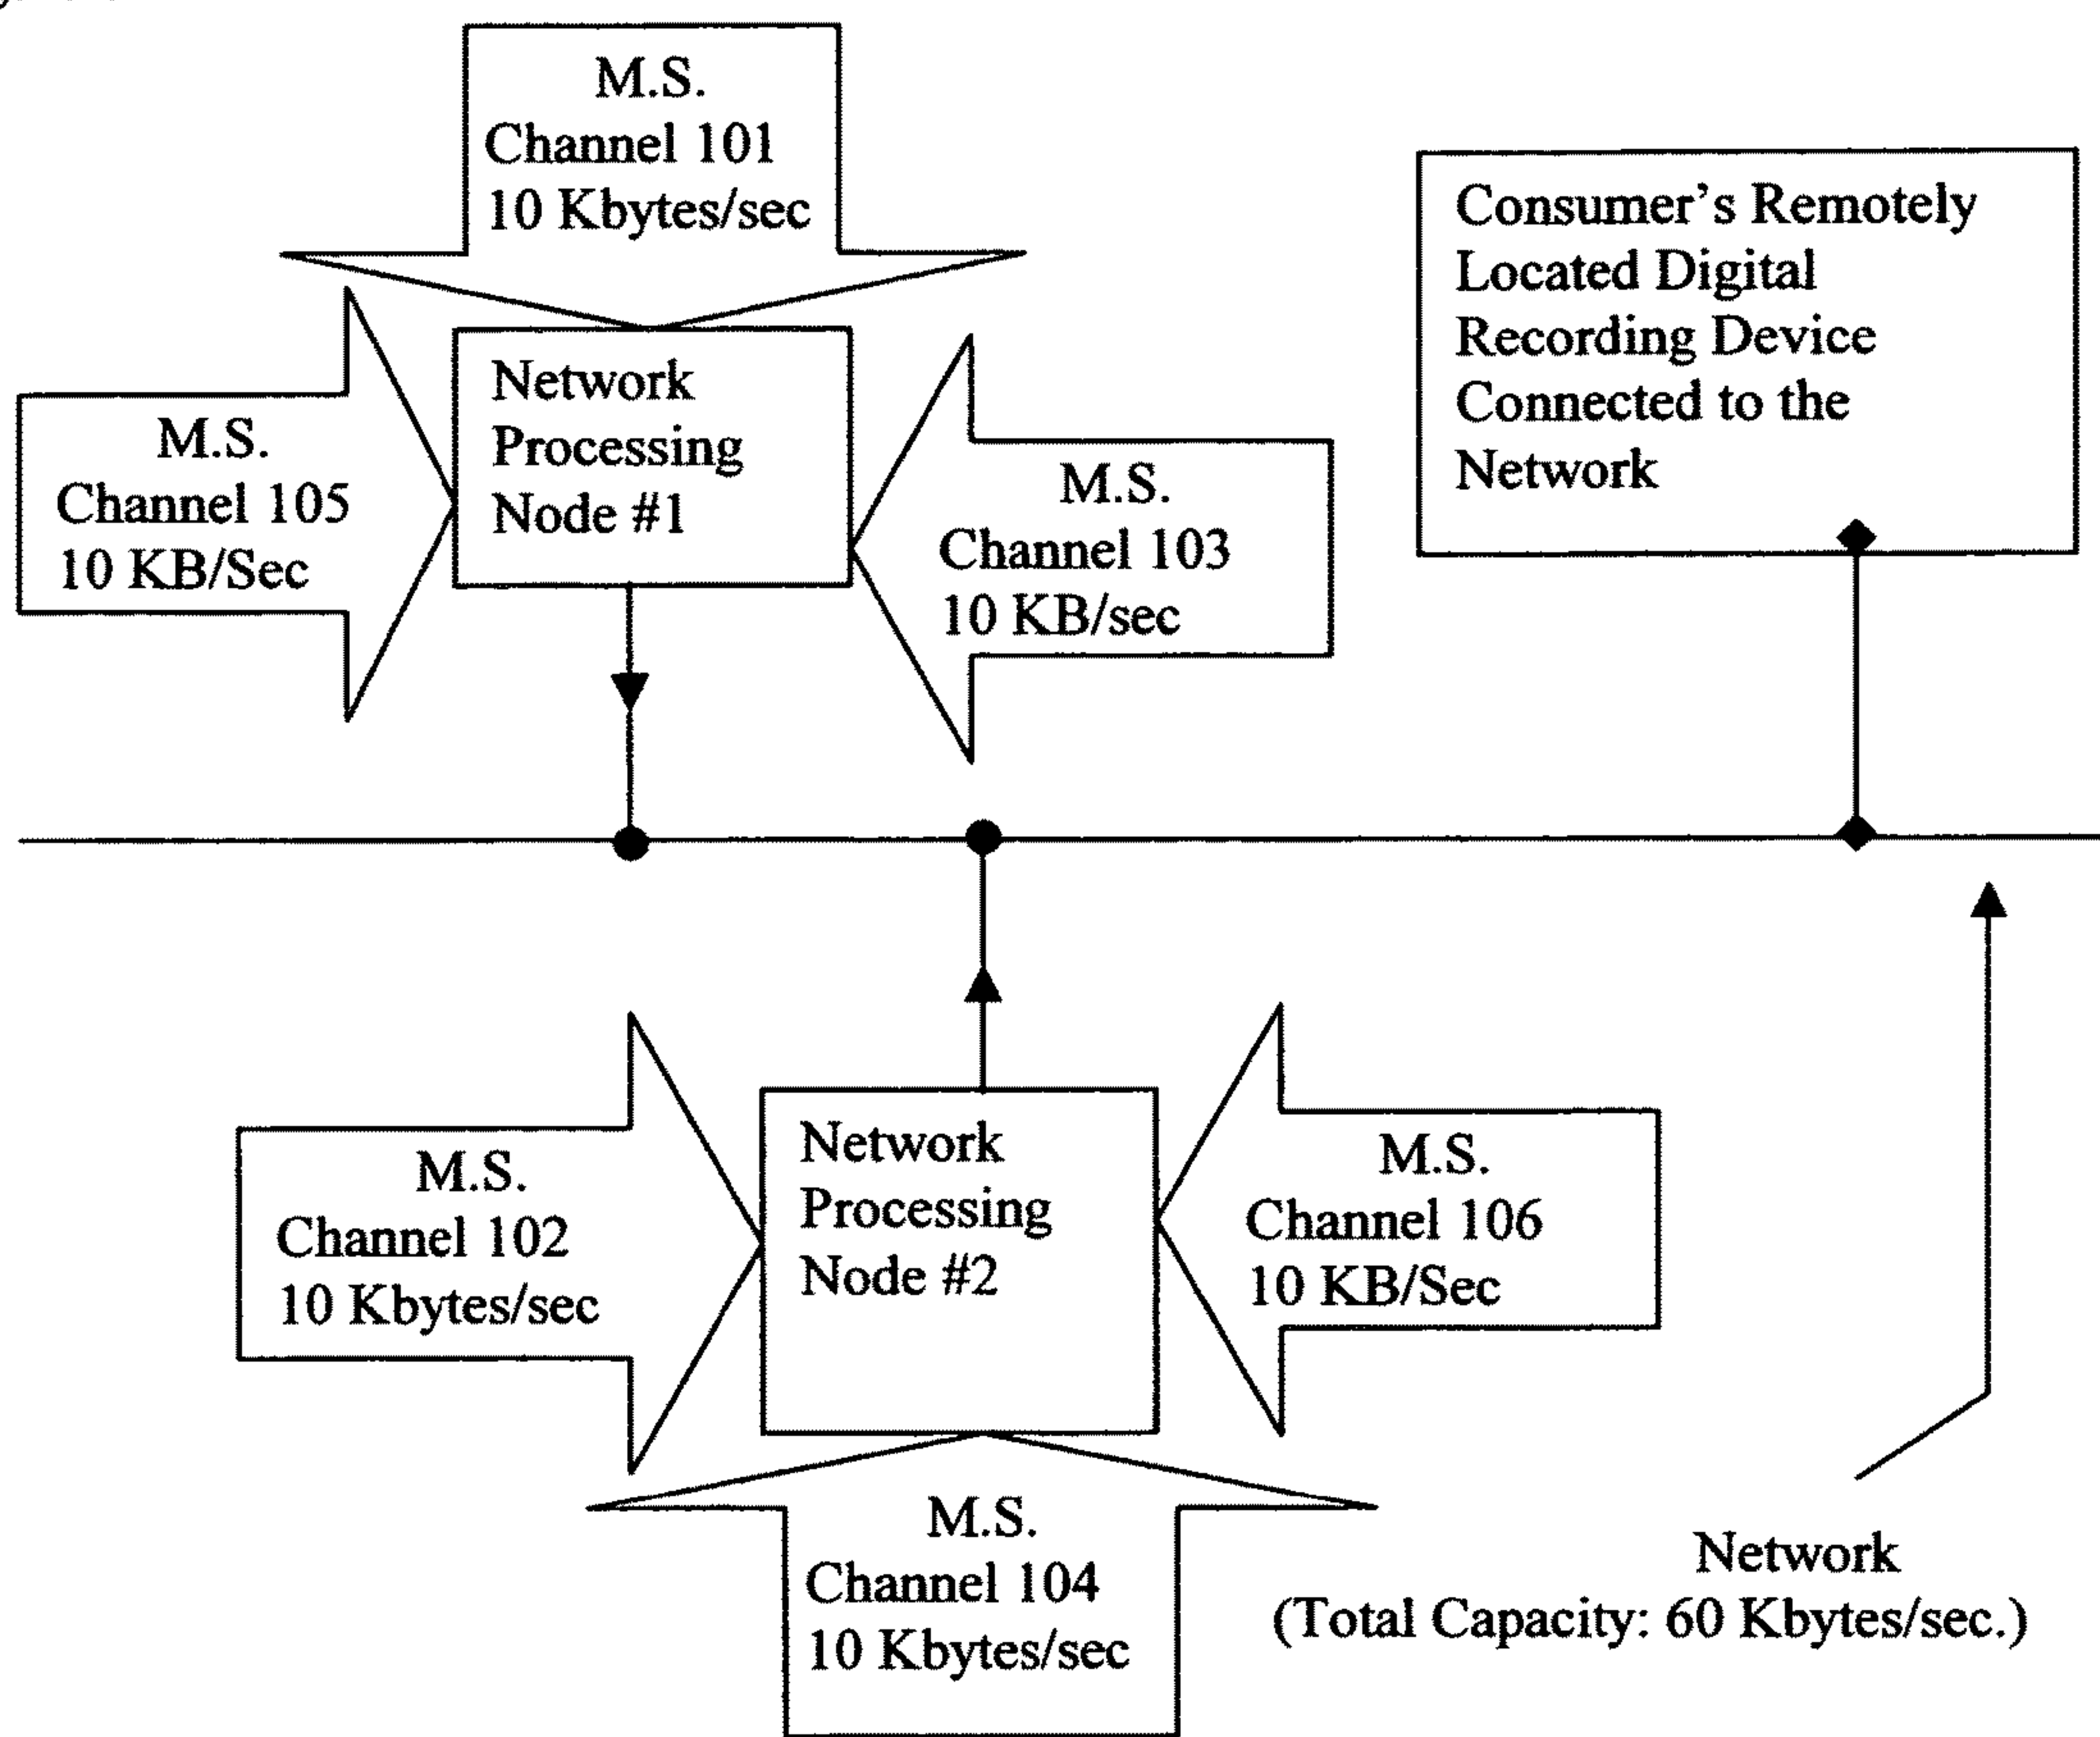 M.S.
Channel 101
10 Kbytes/sec
Consumer's Remotely
Located Digital
Recording Device
Connected to the
Network
Network
Processing
Node #1
M.S.
Channel 105
10 KB/Sec
M.S.
Channel 103
10 KB/sec
M.S.
Channel 102
10 Kbytes/sec
Network
Processing
Node #2
M.S.
Channel 106
10 KB/Sec
M.S.
Channel 104
10 Kbytes/sec
Network
(Total Capacity: 60 Kbytes/sec.)